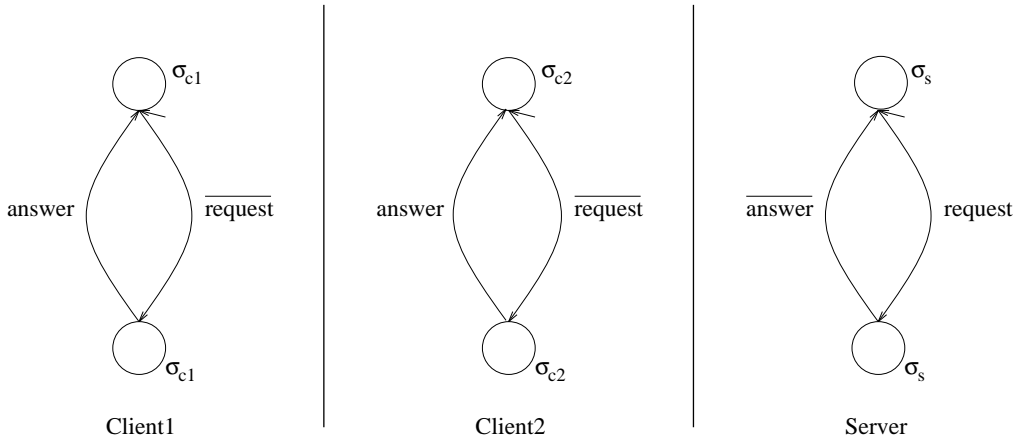 σc1
answer
request
σc1
Client1
σc2
answer
request
σc2
Client2
σs
answer
request
σs
Server